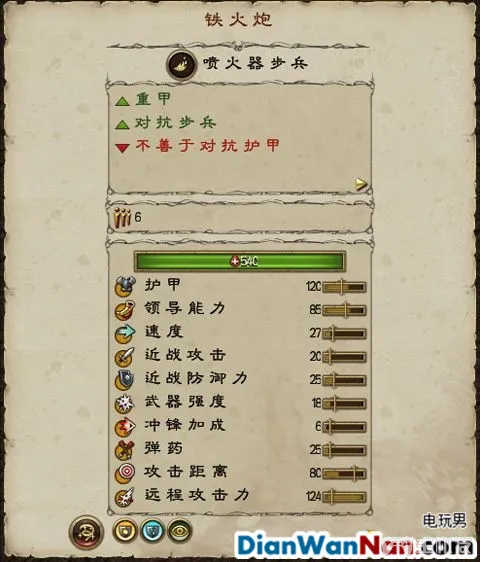 铁火炮
喷火器步兵
重甲
对抗步兵
不善于对抗护甲
6
540
护甲 120
领导能力 85
速度 27
近战攻击 20
近战防御力 25
武器强度 18
冲锋加成 6
弹药 25
攻击距离 80
远程攻击力 124
电玩男
DianWanNan.com